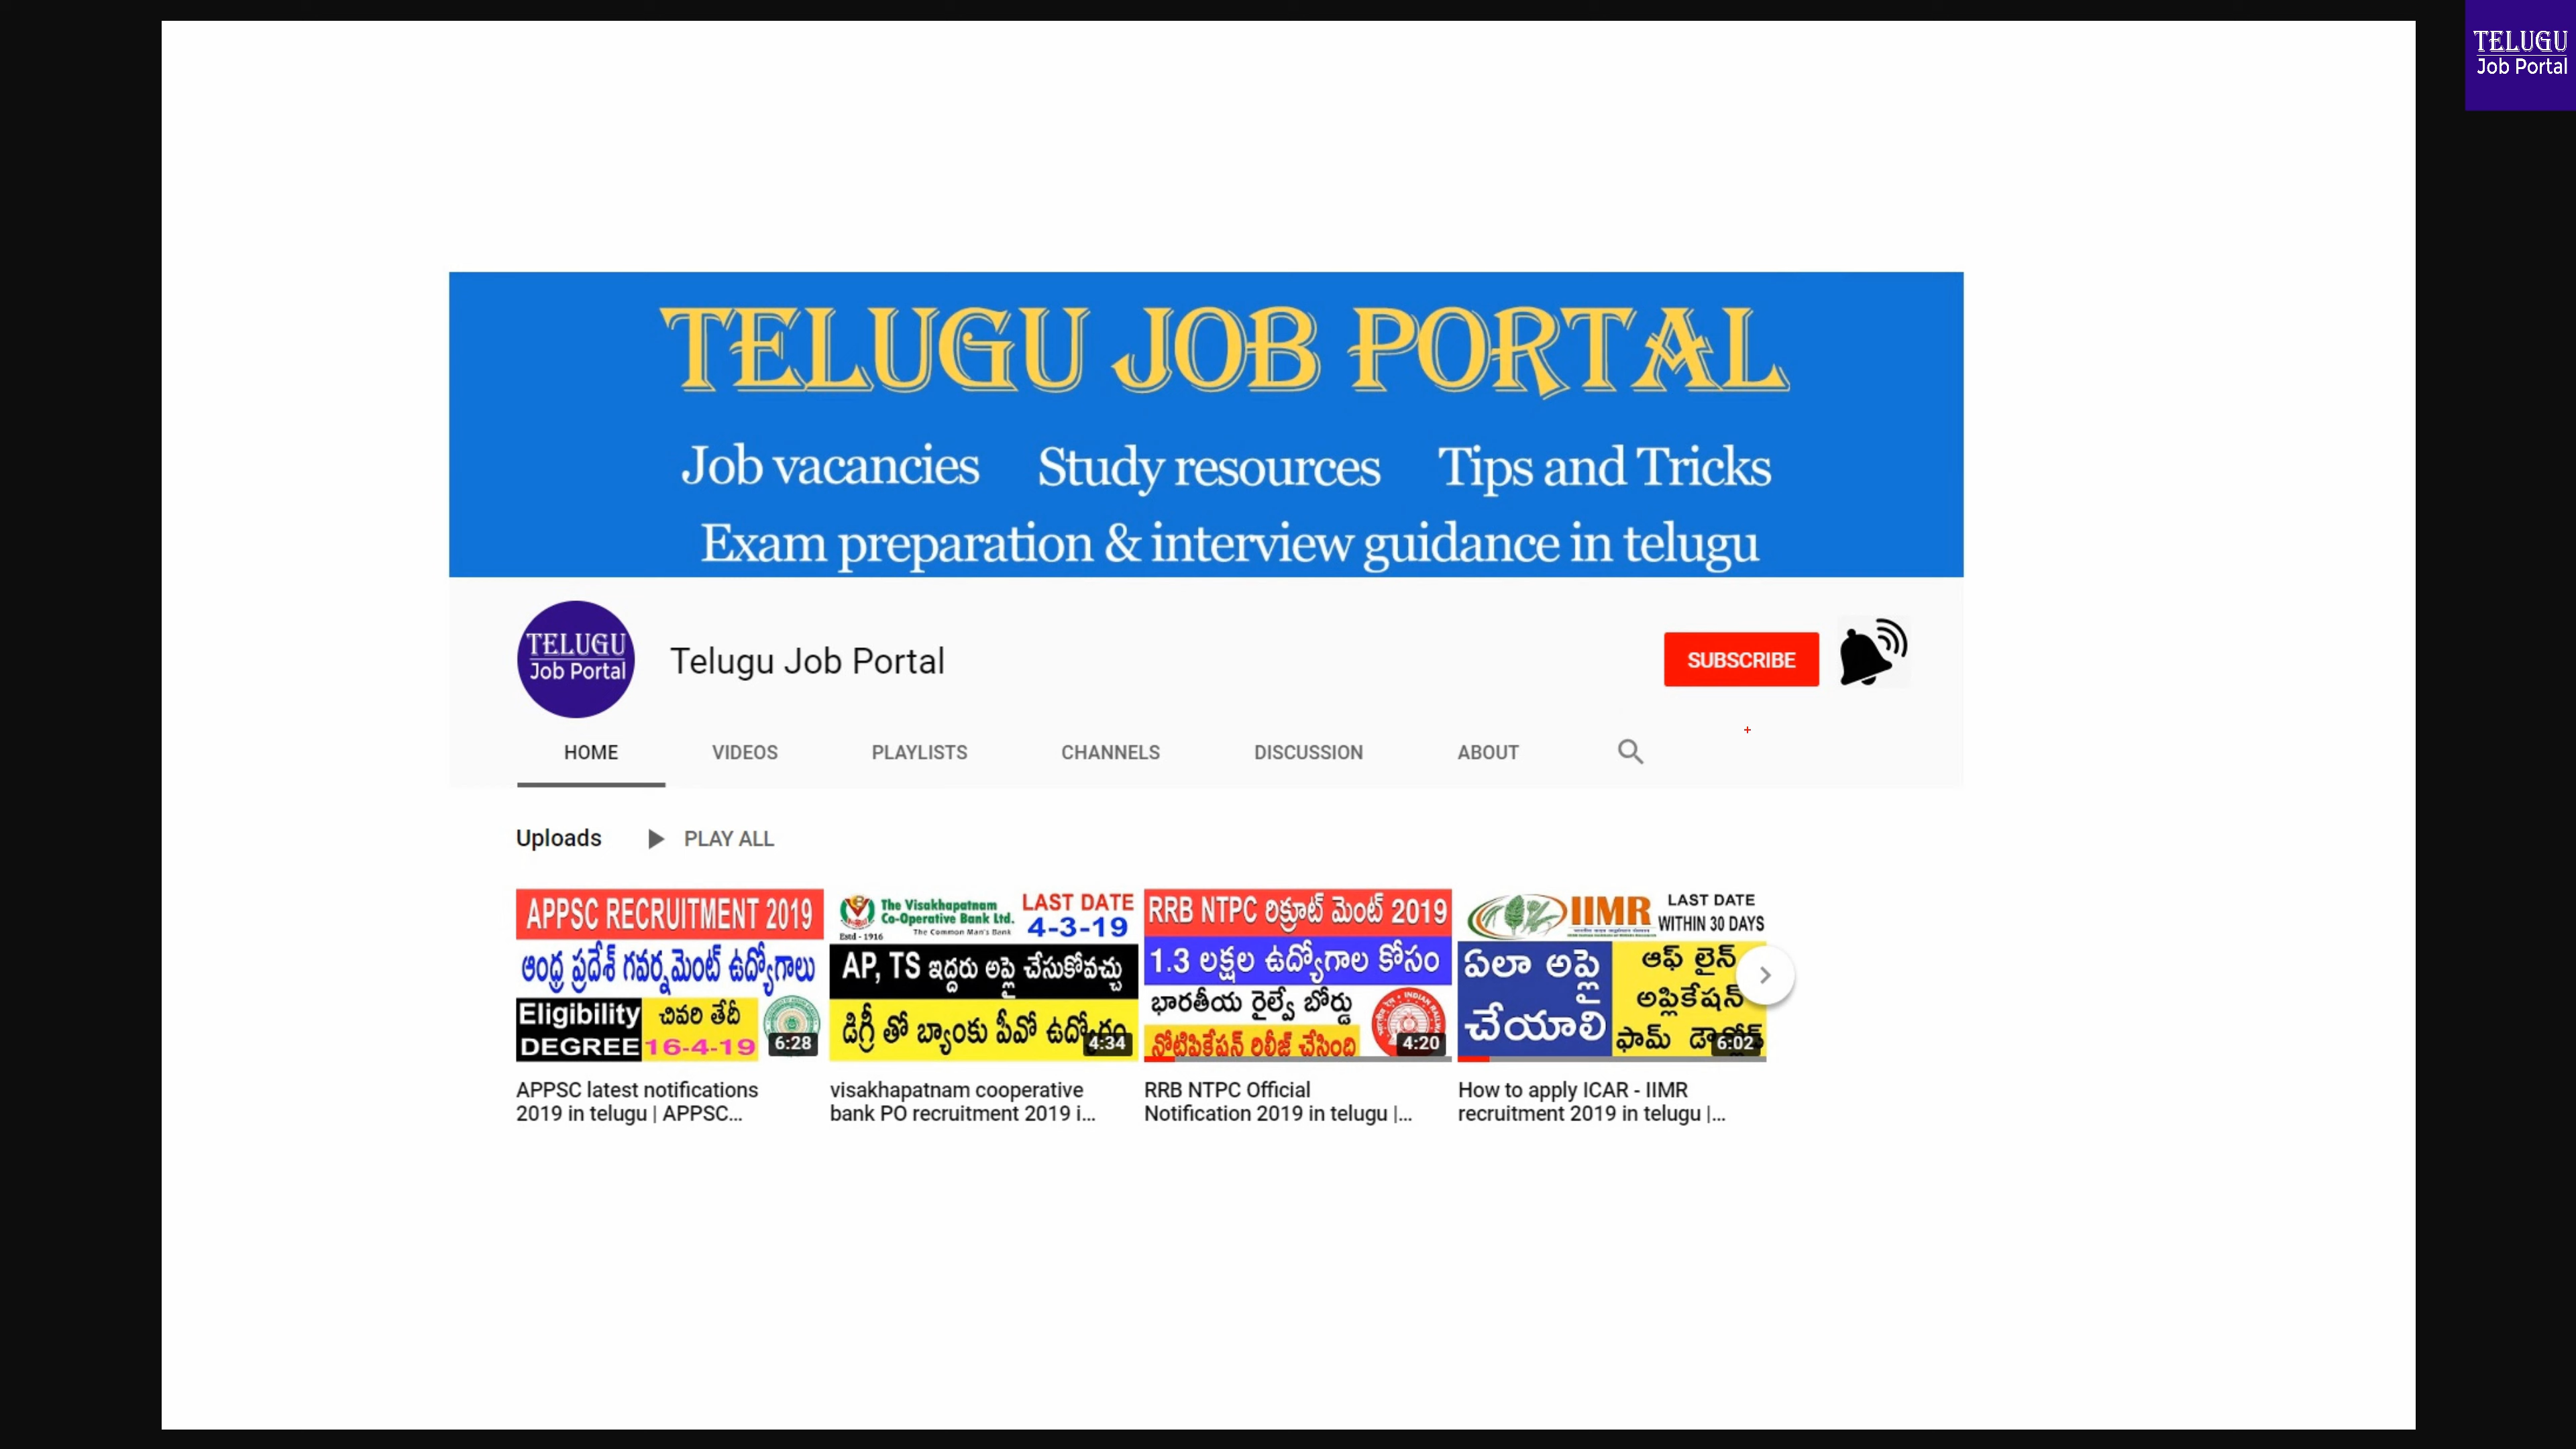 TELUGU
Job Portal
TELUGU JOB PORTAL
Job vacancies Study resources Tips and Tricks
Exam preparation & interview guidance in telugu
TELUGU
Job Portal
Telugu Job Portal
SUBSCRIBE
HOME VIDEOS PLAYLISTS CHANNELS DISCUSSION ABOUT
Uploads PLAY ALL
APPSC RECRUITMENT 2019
ఆంధ్ర ప్రదేశ్ గవర్నమెంట్ ఉద్యోగాలు
Eligibility
DEGREE
చివరి తేదీ
16-4-19
6:28
APPSC latest notifications
2019 in telugu | APPSC...
The Visakhapatnam
Co-Operative Bank Ltd.
The Common Man's Bank
Estd - 1916
LAST DATE
4-3-19
AP, TS ఇద్దరు అప్లై చేసుకోవచ్చు
డిగ్రీ తో బ్యాంకు పీవో
4:34
visakhapatnam cooperative
bank PO recruitment 2019 i...
RRB NTPC రిక్రూట్ మెంట్ 2019
1.3 లక్షల ఉద్యోగాల కోసం
భారతీయ రైల్వే బోర్డు
నోటిఫికేషన్ రిలీజ్ చేసింది
4:20
RRB NTPC Official
Notification 2019 in telugu |...
IIMR
LAST DATE
WITHIN 30 DAYS
ఏలా అప్లై
చేయాలి
ఆఫ్ లైన్
అప్లికేషన్
ఫామ్
6:02
How to apply ICAR - IIMR
recruitment 2019 in telugu |...